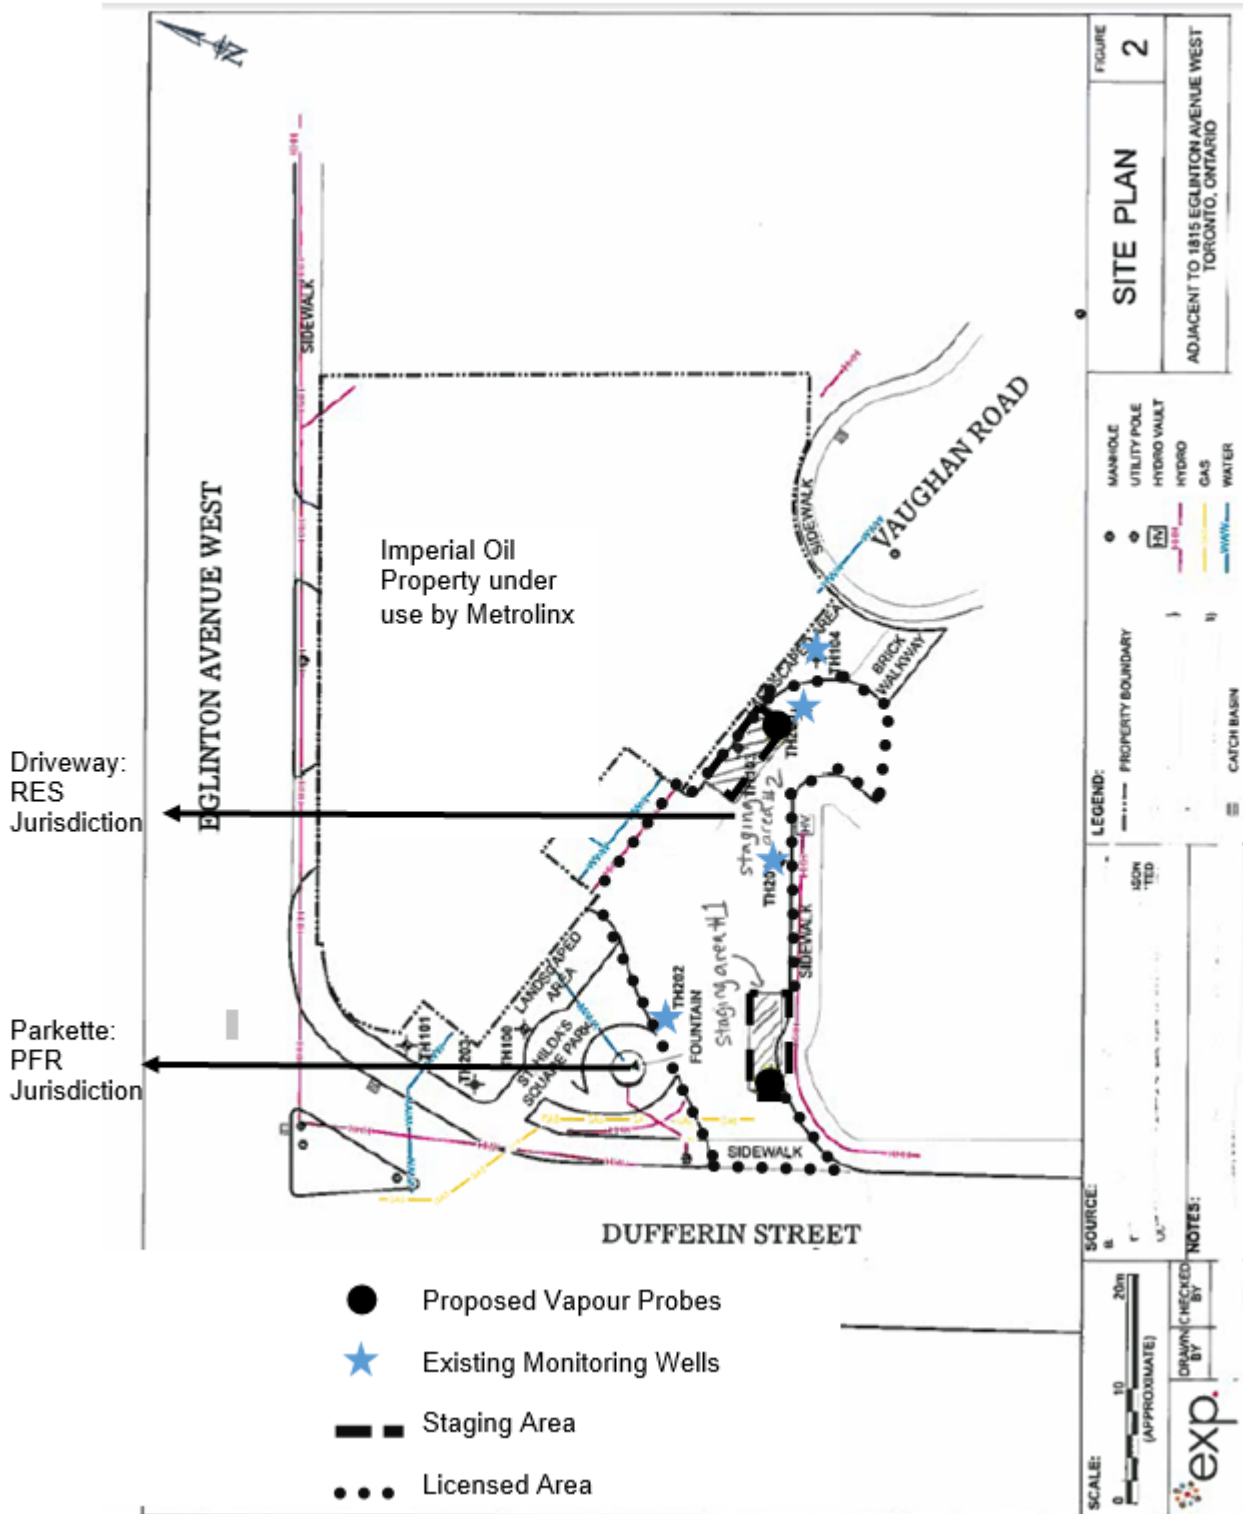 N
FIGURE
2
SITE PLAN
ADJACENT TO 1815 EGLINTON AVENUE WEST
TORONTO, ONTARIO
SIDEWALK
EGLINTON AVENUE WEST
Imperial Oil
Property under
use by Metrolinx
SIDEWALK
VAUGHAN ROAD
BRICK
WALKWAY
TH104
Driveway:
RES
Jurisdiction
staging
area #2
HV
SIDEWALK
staging area #1
LANDSCAPED
AREA
TH202
FOUNTAIN
ST HILDA'S
SQUARE PARK
TH101
TH203
TH100
Parkette:
PFR
Jurisdiction
SIDEWALK
DUFFERIN STREET
LEGEND:
MANHOLE
UTILITY POLE
HV HYDRO VAULT
HYDRO
GAS
WATER
PROPERTY BOUNDARY
CATCH BASIN
SOURCE:
NOTES:
SCALE:
0 10 20m
(APPROXIMATE)
DRAWN
BY
CHECKED
BY
exp.
Proposed Vapour Probes
Existing Monitoring Wells
Staging Area
Licensed Area